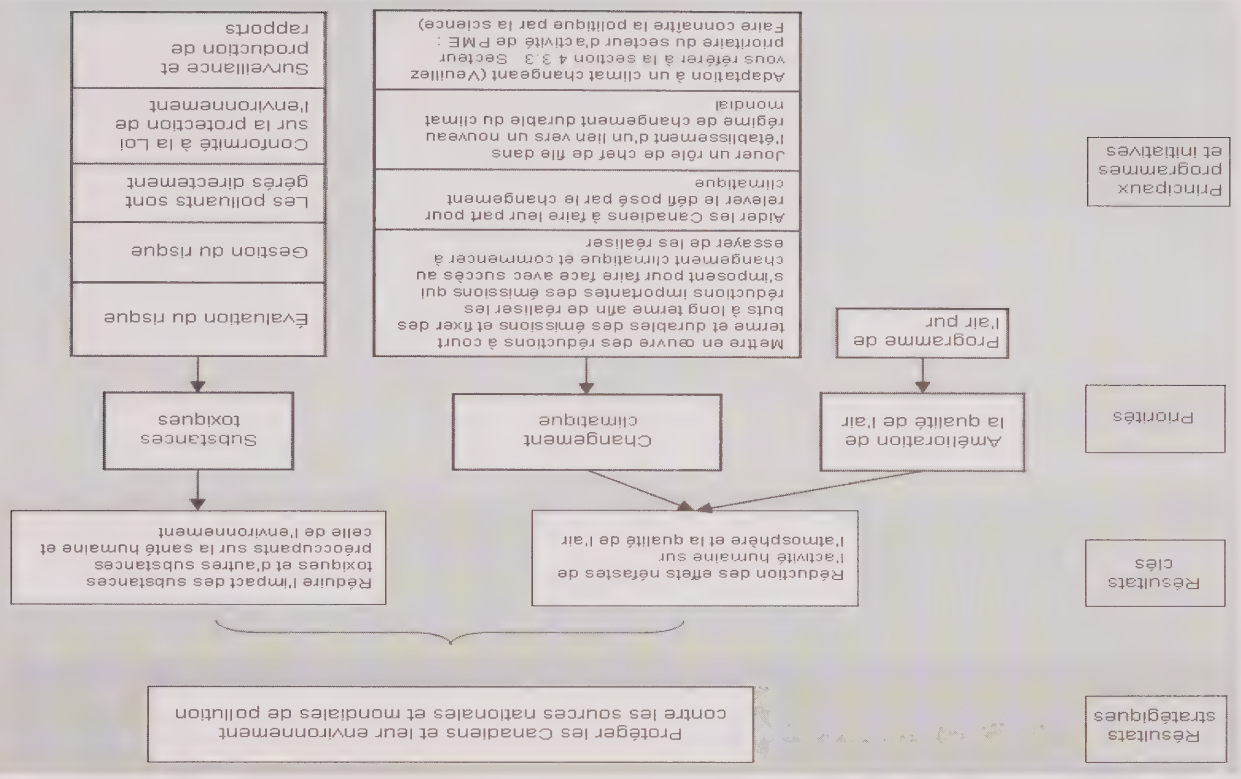 Résultats
stratégiques
Protéger les Canadiens et leur environnement
contre les sources nationales et mondiales de pollution
Résultats
clés
Réduction des effets néfastes de
l'activité humaine sur
l'atmosphère et la qualité de l'air
Réduire l'impact des substances
toxiques et d'autres substances
préoccupants sur la santé humaine et
celle de l'environnement
Priorités
Amélioration de
la qualité de l'air
Changement
climatique
Substances
toxiques
Principaux
programmes
et initiatives
Programme de
l'air pur
Mettre en œuvre des réductions à court
terme et durables des émissions et fixer des
buts à long terme afin de réaliser les
réductions importantes des émissions qui
s'imposent pour faire face avec succès au
changement climatique et commencer à
essayer de les réaliser
Aider les Canadiens à faire leur part pour
relever le défi posé par le changement
climatique
Jouer un rôle de chef de file dans
l'établissement d'un lien vers un nouveau
régime de changement durable du climat
mondial
Adaptation à un climat changeant (Veuillez
vous référer à la section 4.3.3 Secteur
prioritaire du secteur d'activité de PME :
Faire connaître la politique par la science)
Évaluation du risque
Gestion du risque
Les polluants sont
gérés directement
Conformité à la Loi
sur la protection de
l'environnement
Surveillance et
production de
rapports